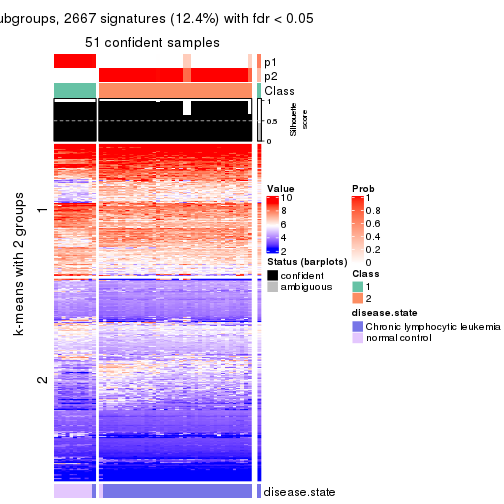 ubgroups, 2667 signatures (12.4%) with fdr < 0.05
51 confident samples
p1
p2
Class
1
0.5
0
Silhouette
score
k-means with 2 groups
1
2
disease.state
Value
10
8
6
4
2
Status (barplots)
confident
ambiguous
Prob
1
0.8
0.6
0.4
0.2
0
Class
1
2
disease.state
Chronic lymphocytic leukemia
normal control